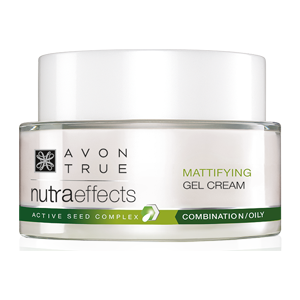 AVON
TRUE
nutraeffects
ACTIVE SEED COMPLEX
MATTIFYING
GEL CREAM
COMBINATION/OILY